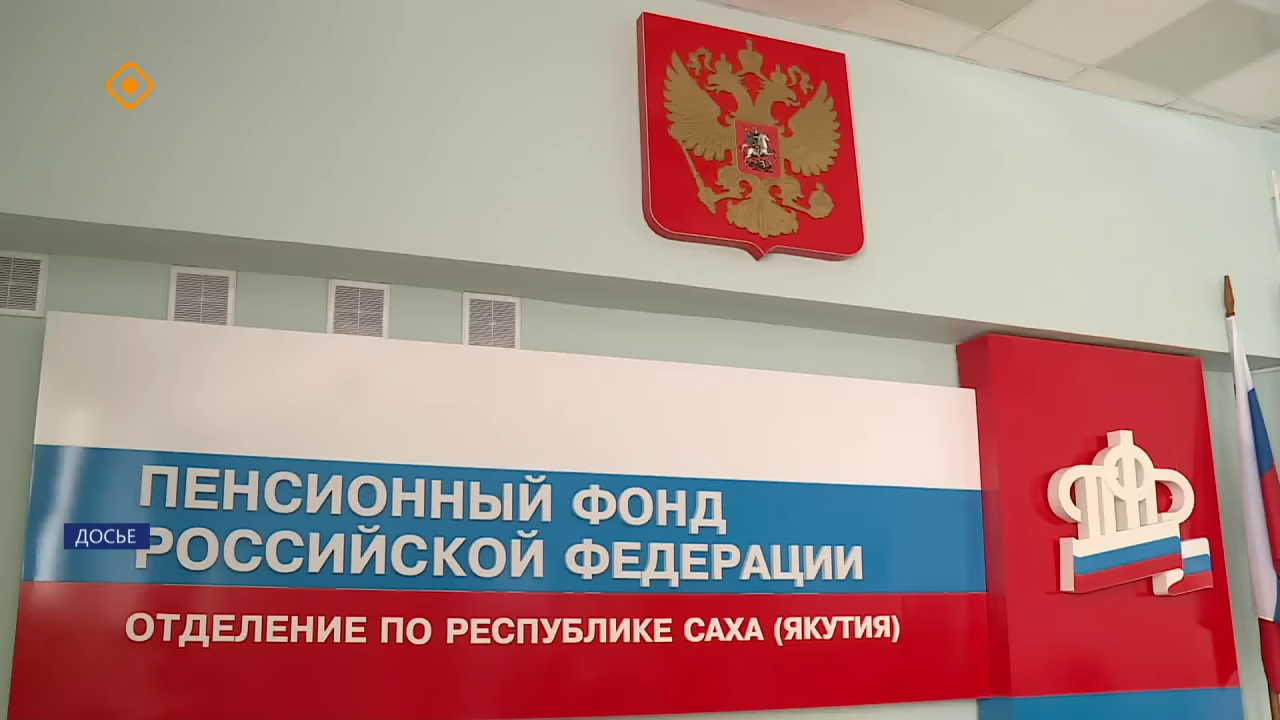 ПЕНСИОННЫЙ ФОНД
РОССИЙСКОЙ ФЕДЕРАЦИИ
ДОСЬЕ
ОТДЕЛЕНИЕ ПО РЕСПУБЛИКЕ САХА (ЯКУТИЯ)